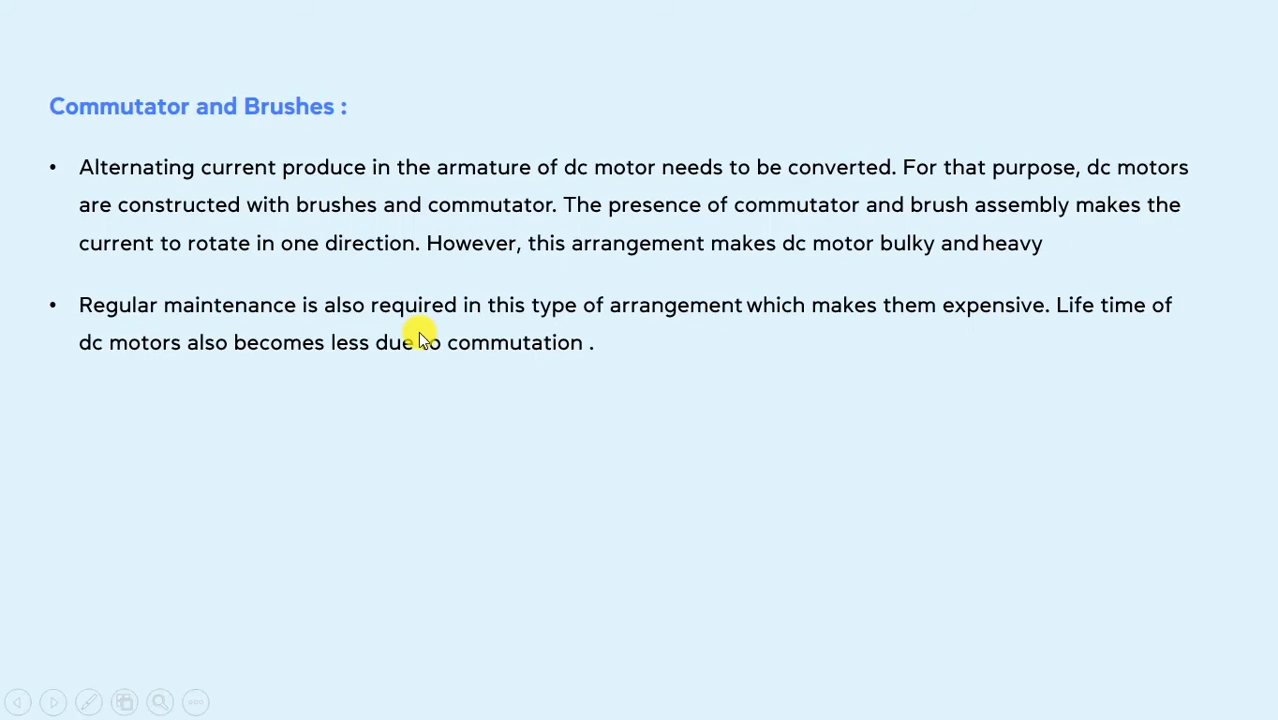 Commutator and Brushes :
• Alternating current produce in the armature of dc motor needs to be converted. For that purpose, dc motors
are constructed with brushes and commutator. The presence of commutator and brush assembly makes the
current to rotate in one direction. However, this arrangement makes dc motor bulky and heavy
• Regular maintenance is also required in this type of arrangement which makes them expensive. Life time of
dc motors also becomes less due to commutation .